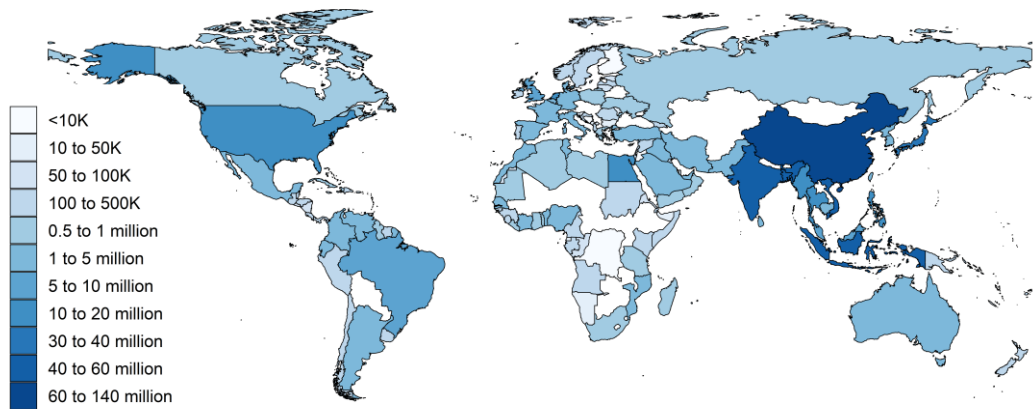 <10K
10 to 50K
50 to 100K
100 to 500K
0.5 to 1 million
1 to 5 million
5 to 10 million
10 to 20 million
30 to 40 million
40 to 60 million
60 to 140 million